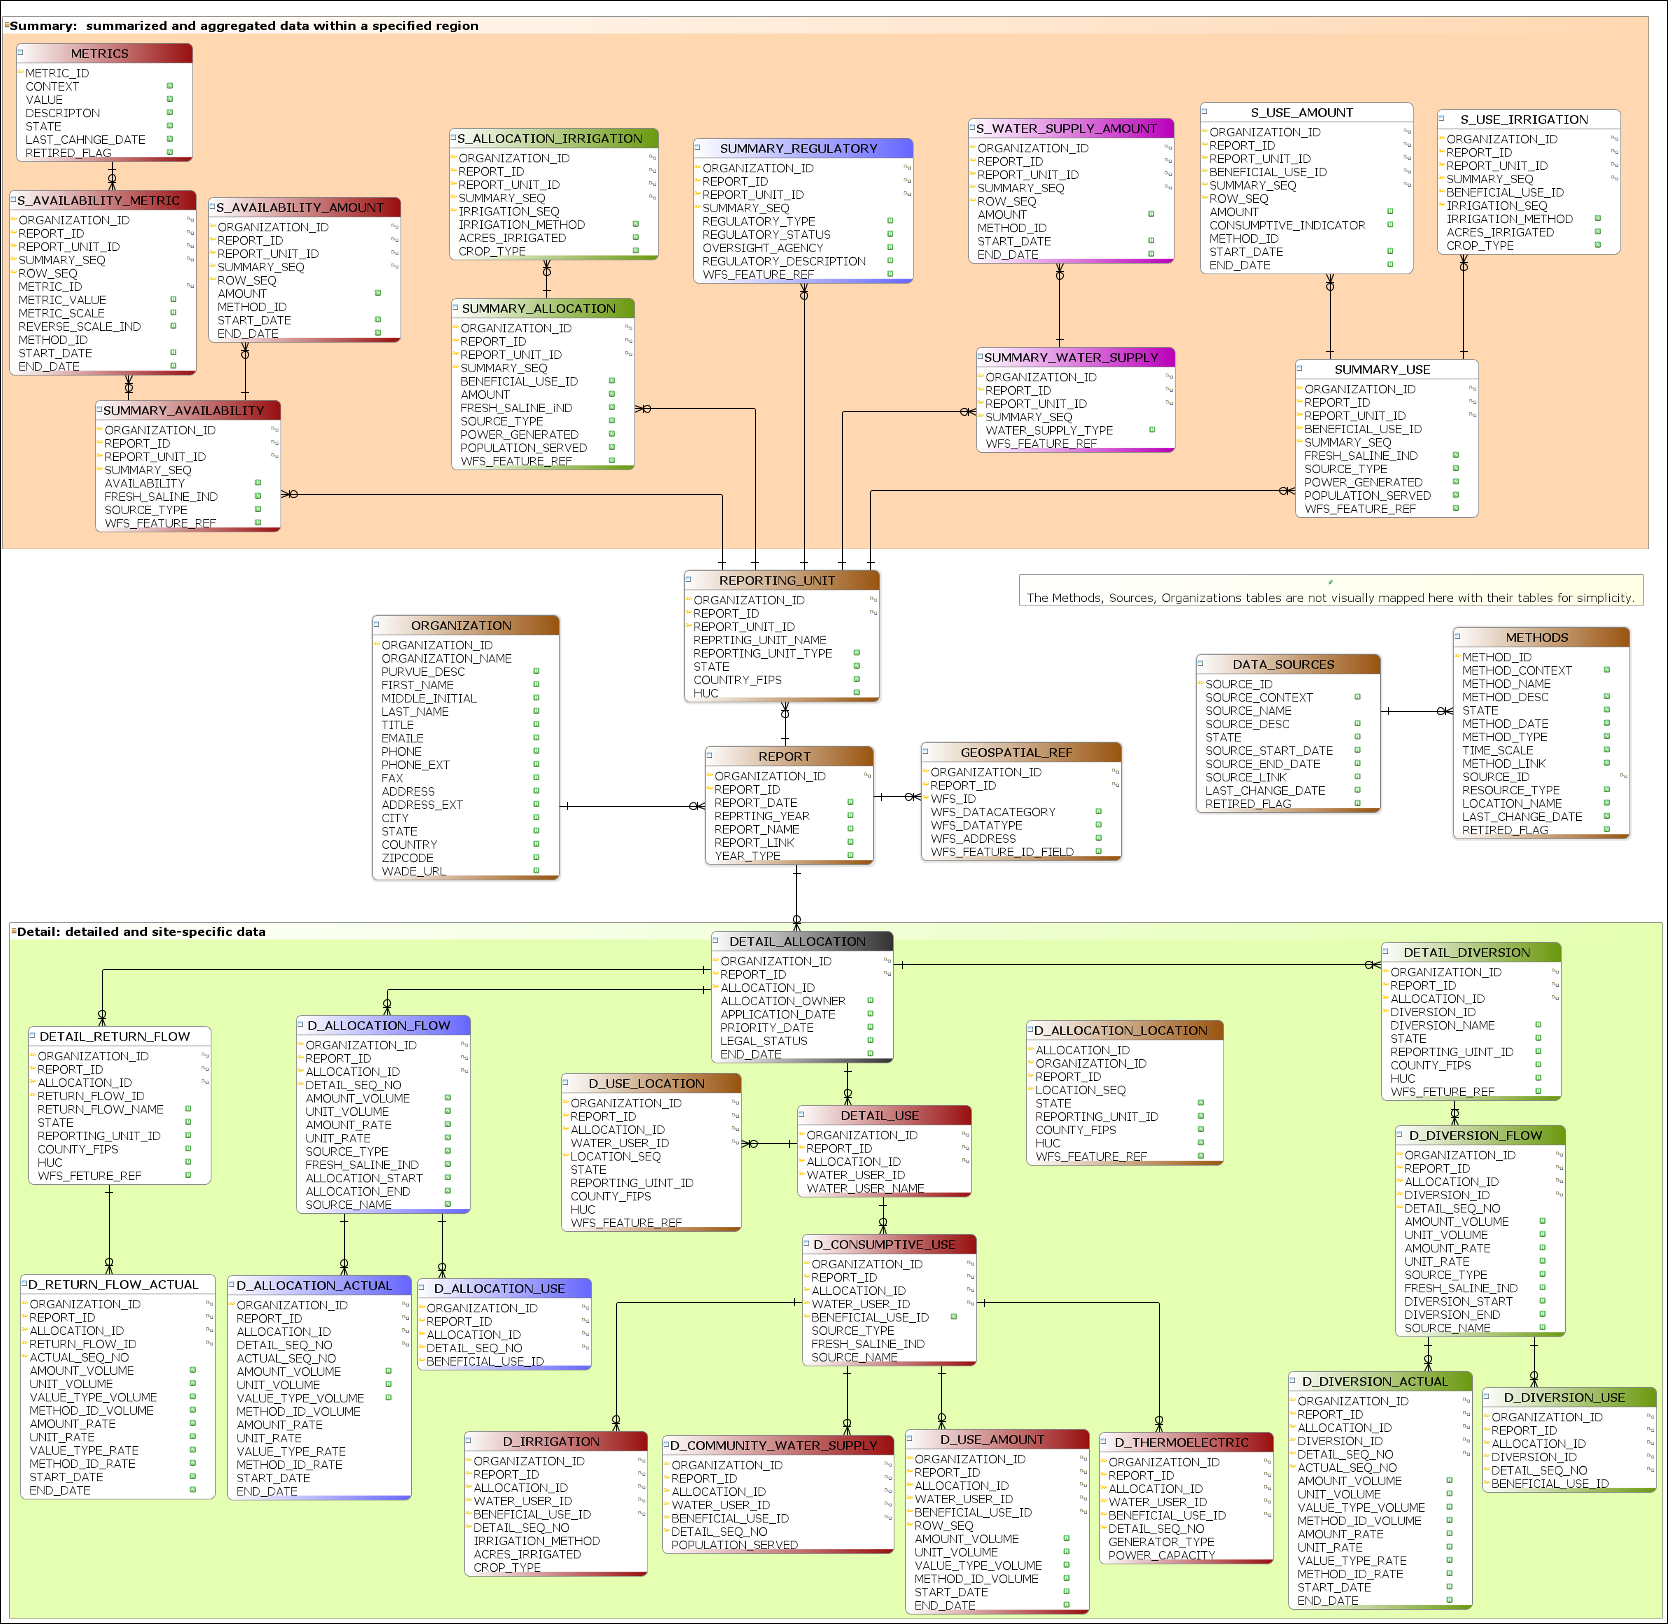 Summary:  summarized and aggregated data within a specified region
METRICS
METRIC_ID
CONTEXT
VALUE
DESCRIPTON
STATE
LAST_CAHNGE_DATE
RETIRED_FLAG
S_AVAILABILITY_METRIC
ORGANIZATION_ID
REPORT_ID
REPORT_UNIT_ID
SUMMARY_SEQ
ROW_SEQ
METRIC_ID
METRIC_VALUE
METRIC_SCALE
REVERSE_SCALE_IND
METHOD_ID
START_DATE
END_DATE
S_AVAILABILITY_AMOUNT
ORGANIZATION_ID
REPORT_ID
REPORT_UNIT_ID
SUMMARY_SEQ
ROW_SEQ
AMOUNT
METHOD_ID
START_DATE
END_DATE
SUMMARY_AVAILABILITY
ORGANIZATION_ID
REPORT_ID
REPORT_UNIT_ID
SUMMARY_SEQ
AVAILABILITY
FRESH_SALINE_IND
SOURCE_TYPE
WFS_FEATURE_REF
S_ALLOCATION_IRRIGATION
ORGANIZATION_ID
REPORT_ID
REPORT_UNIT_ID
SUMMARY_SEQ
IRRIGATION_SEQ
IRRIGATION_METHOD
ACRES_IRRIGATED
CROP_TYPE
SUMMARY_ALLOCATION
ORGANIZATION_ID
REPORT_ID
REPORT_UNIT_ID
SUMMARY_SEQ
BENEFICIAL_USE_ID
AMOUNT
FRESH_SALINE_iND
SOURCE_TYPE
POWER_GENERATED
POPULATION_SERVED
WFS_FEATURE_REF
SUMMARY_REGULATORY
ORGANIZATION_ID
REPORT_ID
REPORT_UNIT_ID
SUMMARY_SEQ
REGULATORY_TYPE
REGULATORY_STATUS
OVERSIGHT_AGENCY
REGULATORY_DESCRIPTION
WFS_FEATURE_REF
S_WATER_SUPPLY_AMOUNT
ORGANIZATION_ID
REPORT_ID
REPORT_UNIT_ID
SUMMARY_SEQ
ROW_SEQ
AMOUNT
METHOD_ID
START_DATE
END_DATE
SUMMARY_WATER_SUPPLY
ORGANIZATION_ID
REPORT_ID
REPORT_UNIT_ID
SUMMARY_SEQ
WATER_SUPPLY_TYPE
WFS_FEATURE_REF
S_USE_AMOUNT
ORGANIZATION_ID
REPORT_ID
REPORT_UNIT_ID
BENEFICIAL_USE_ID
SUMMARY_SEQ
ROW_SEQ
AMOUNT
CONSUMPTIVE_INDICATOR
METHOD_ID
START_DATE
END_DATE
S_USE_IRRIGATION
ORGANIZATION_ID
REPORT_ID
REPORT_UNIT_ID
SUMMARY_SEQ
BENEFICIAL_USE_ID
IRRIGATION_SEQ
IRRIGATION_METHOD
ACRES_IRRIGATED
CROP_TYPE
SUMMARY_USE
ORGANIZATION_ID
REPORT_ID
REPORT_UNIT_ID
BENEFICIAL_USE_ID
SUMMARY_SEQ
FRESH_SALINE_IND
SOURCE_TYPE
POWER_GENERATED
POPULATION_SERVED
WFS_FEATURE_REF
REPORTING_UNIT
ORGANIZATION_ID
REPORT_ID
REPORT_UNIT_ID
REPRTING_UNIT_NAME
REPORTING_UNIT_TYPE
STATE
COUNTRY_FIPS
HUC
The Methods, Sources, Organizations tables are not visually mapped here with their tables for simplicity.
ORGANIZATION
ORGANIZATION_ID
ORGANIZATION_NAME
PURVUE_DESC
FIRST_NAME
MIDDLE_INITIAL
LAST_NAME
TITLE
EMAILE
PHONE
PHONE_EXT
FAX
ADDRESS
ADDRESS_EXT
CITY
STATE
COUNTRY
ZIPCODE
WADE_URL
REPORT
ORGANIZATION_ID
REPORT_ID
REPORT_DATE
REPRTING_YEAR
REPORT_NAME
REPORT_LINK
YEAR_TYPE
GEOSPATIAL_REF
ORGANIZATION_ID
REPORT_ID
WFS_ID
WFS_DATACATEGORY
WFS_DATATYPE
WFS_ADDRESS
WFS_FEATURE_ID_FIELD
DATA_SOURCES
SOURCE_ID
SOURCE_CONTEXT
SOURCE_NAME
SOURCE_DESC
STATE
SOURCE_START_DATE
SOURCE_END_DATE
SOURCE_LINK
LAST_CHANGE_DATE
RETIRED_FLAG
METHODS
METHOD_ID
METHOD_CONTEXT
METHOD_NAME
METHOD_DESC
STATE
METHOD_DATE
METHOD_TYPE
TIME_SCALE
METHOD_LINK
SOURCE_ID
RESOURCE_TYPE
LOCATION_NAME
LAST_CHANGE_DATE
RETIRED_FLAG
Detail: detailed and site-specific data
DETAIL_ALLOCATION
ORGANIZATION_ID
REPORT_ID
ALLOCATION_ID
ALLOCATION_OWNER
APPLICATION_DATE
PRIORITY_DATE
LEGAL_STATUS
END_DATE
DETAIL_RETURN_FLOW
ORGANIZATION_ID
REPORT_ID
ALLOCATION_ID
RETURN_FLOW_ID
RETURN_FLOW_NAME
STATE
REPORTING_UNIT_ID
COUNTY_FIPS
HUC
WFS_FETURE_REF
D_ALLOCATION_FLOW
ORGANIZATION_ID
REPORT_ID
ALLOCATION_ID
DETAIL_SEQ_NO
AMOUNT_VOLUME
UNIT_VOLUME
AMOUNT_RATE
UNIT_RATE
SOURCE_TYPE
FRESH_SALINE_IND
ALLOCATION_START
ALLOCATION_END
SOURCE_NAME
D_USE_LOCATION
ORGANIZATION_ID
REPORT_ID
ALLOCATION_ID
WATER_USER_ID
LOCATION_SEQ
STATE
REPORTING_UINT_ID
COUNTY_FIPS
HUC
WFS_FEATURE_REF
DETAIL_USE
ORGANIZATION_ID
REPORT_ID
ALLOCATION_ID
WATER_USER_ID
WATER_USER_NAME
D_ALLOCATION_LOCATION
ALLOCATION_ID
ORGANIZATION_ID
REPORT_ID
LOCATION_SEQ
STATE
REPORTING_UNIT_ID
COUNTY_FIPS
HUC
WFS_FEATURE_REF
DETAIL_DIVERSION
ORGANIZATION_ID
REPORT_ID
ALLOCATION_ID
DIVERSION_ID
DIVERSION_NAME
STATE
REPORTING_UINT_ID
COUNTY_FIPS
HUC
WFS_FETURE_REF
D_DIVERSION_FLOW
ORGANIZATION_ID
REPORT_ID
ALLOCATION_ID
DIVERSION_ID
DETAIL_SEQ_NO
AMOUNT_VOLUME
UNIT_VOLUME
AMOUNT_RATE
UNIT_RATE
SOURCE_TYPE
FRESH_SALINE_IND
DIVERSION_START
DIVERSION_END
SOURCE_NAME
D_RETURN_FLOW_ACTUAL
ORGANIZATION_ID
REPORT_ID
ALLOCATION_ID
RETURN_FLOW_ID
ACTUAL_SEQ_NO
AMOUNT_VOLUME
UNIT_VOLUME
VALUE_TYPE_VOLUME
METHOD_ID_VOLUME
AMOUNT_RATE
UNIT_RATE
VALUE_TYPE_RATE
METHOD_ID_RATE
START_DATE
END_DATE
D_ALLOCATION_ACTUAL
ORGANIZATION_ID
REPORT_ID
ALLOCATION_ID
DETAIL_SEQ_NO
ACTUAL_SEQ_NO
AMOUNT_VOLUME
UNIT_VOLUME
VALUE_TYPE_VOLUME
METHOD_ID_VOLUME
AMOUNT_RATE
UNIT_RATE
VALUE_TYPE_RATE
METHOD_ID_RATE
START_DATE
END_DATE
D_ALLOCATION_USE
ORGANIZATION_ID
REPORT_ID
ALLOCATION_ID
DETAIL_SEQ_NO
BENEFICIAL_USE_ID
D_CONSUMPTIVE_USE
ORGANIZATION_ID
REPORT_ID
ALLOCATION_ID
WATER_USER_ID
BENEFICIAL_USE_ID
SOURCE_TYPE
FRESH_SALINE_IND
SOURCE_NAME
D_IRRIGATION
ORGANIZATION_ID
REPORT_ID
ALLOCATION_ID
WATER_USER_ID
BENEFICIAL_USE_ID
DETAIL_SEQ_NO
IRRIGATION_METHOD
ACRES_IRRIGATED
CROP_TYPE
D_COMMUNITY_WATER_SUPPLY
ORGANIZATION_ID
REPORT_ID
ALLOCATION_ID
WATER_USER_ID
BENEFICIAL_USE_ID
DETAIL_SEQ_NO
POPULATION_SERVED
D_USE_AMOUNT
ORGANIZATION_ID
REPORT_ID
ALLOCATION_ID
WATER_USER_ID
BENEFICIAL_USE_ID
ROW_SEQ
AMOUNT_VOLUME
UNIT_VOLUME
VALUE_TYPE_VOLUME
METHOD_ID_VOLUME
START_DATE
END_DATE
D_THERMOELECTRIC
ORGANIZATION_ID
REPORT_ID
ALLOCATION_ID
WATER_USER_ID
BENEFICIAL_USE_ID
DETAIL_SEQ_NO
GENERATOR_TYPE
POWER_CAPACITY
D_DIVERSION_ACTUAL
ORGANIZATION_ID
REPORT_ID
ALLOCATION_ID
DIVERSION_ID
DETAIL_SEQ_NO
ACTUAL_SEQ_NO
AMOUNT_VOLUME
UNIT_VOLUME
VALUE_TYPE_VOLUME
METHOD_ID_VOLUME
AMOUNT_RATE
UNIT_RATE
VALUE_TYPE_RATE
METHOD_ID_RATE
START_DATE
END_DATE
D_DIVERSION_USE
ORGANIZATION_ID
REPORT_ID
ALLOCATION_ID
DIVERSION_ID
DETAIL_SEQ_NO
BENEFICIAL_USE_ID